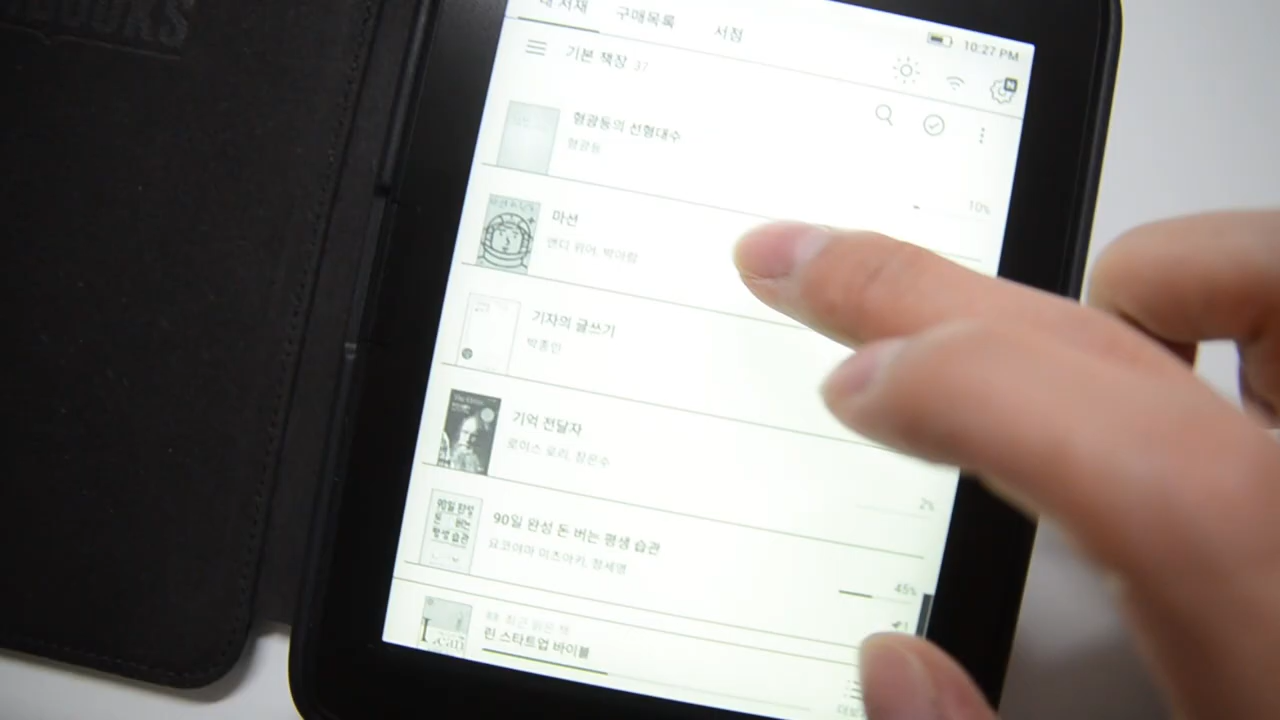 BOOKS
내 서재 구매목록 서점
10:27 PM
기본 책장 37
형광등의 선형대수
형광등
10%
마션
앤디 위어, 박아람
기자의 글쓰기
박종인
기억 전달자
로이스 로리, 장은수
2%
90일 완성 돈 버는 평생 습관
요코야마 미츠아키, 정세영
45%
최근 읽은 책
린 스타트업 바이블
Lean